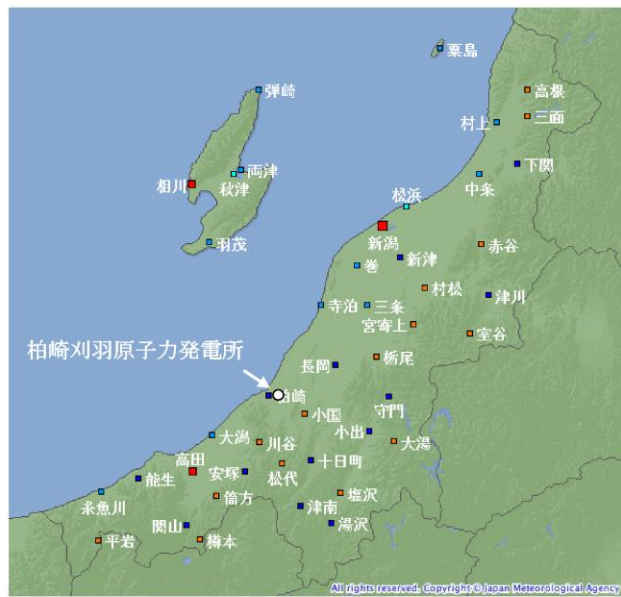 粟島
弾崎
高根
三面
村上
下関
両津
秋津
相川
中条
松浜
新潟
羽茂
赤谷
新津
巻
村松
津川
寺泊
三条
宮寄上
室谷
柏崎刈羽原子力発電所
長岡
栃尾
柏崎
守門
小国
小出
大潟
川谷
大湯
高田
安塚
十日町
松代
能生
糸魚川
筒方
塩沢
津南
関山
湯沢
平岩
樽本
All rights reserved. Copyright © Japan Meteorological Agency